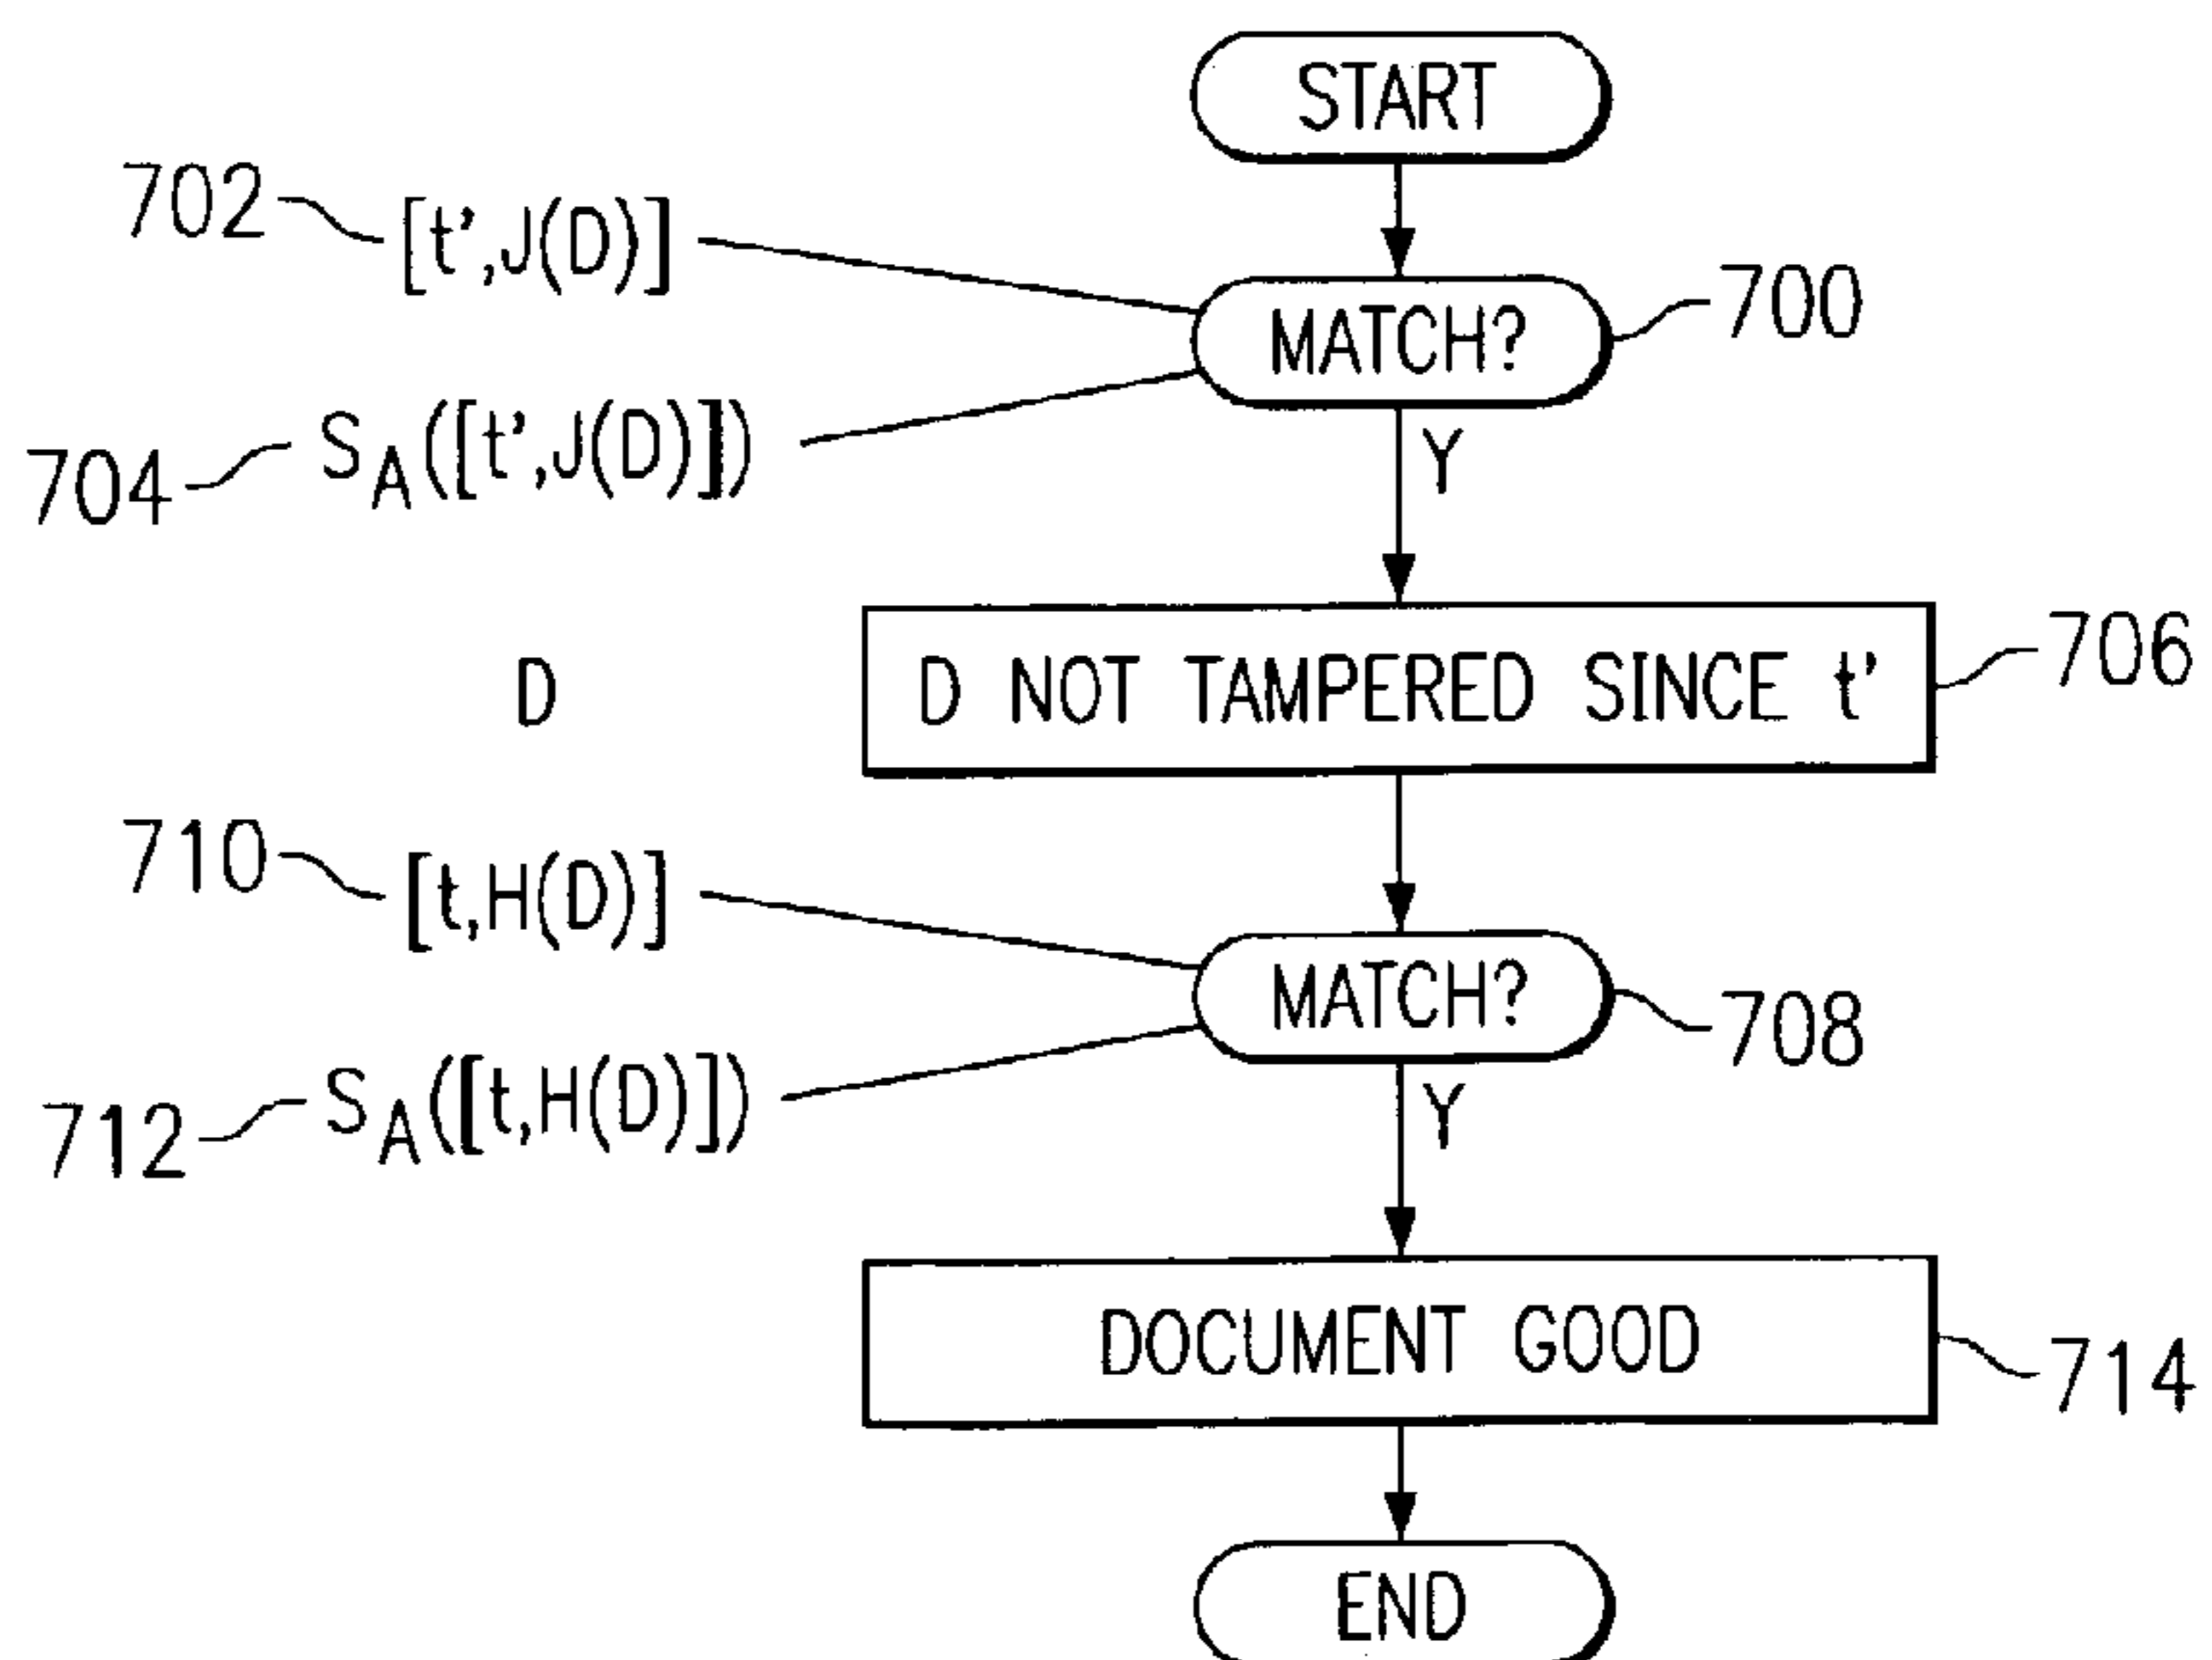 START
702 [t',J(D)]
MATCH? 700
704 S_A([t',J(D)])
Y
D D NOT TAMPERED SINCE t' 706
710 [t,H(D)]
MATCH? 708
712 S_A([t,H(D)])
Y
DOCUMENT GOOD 714
END